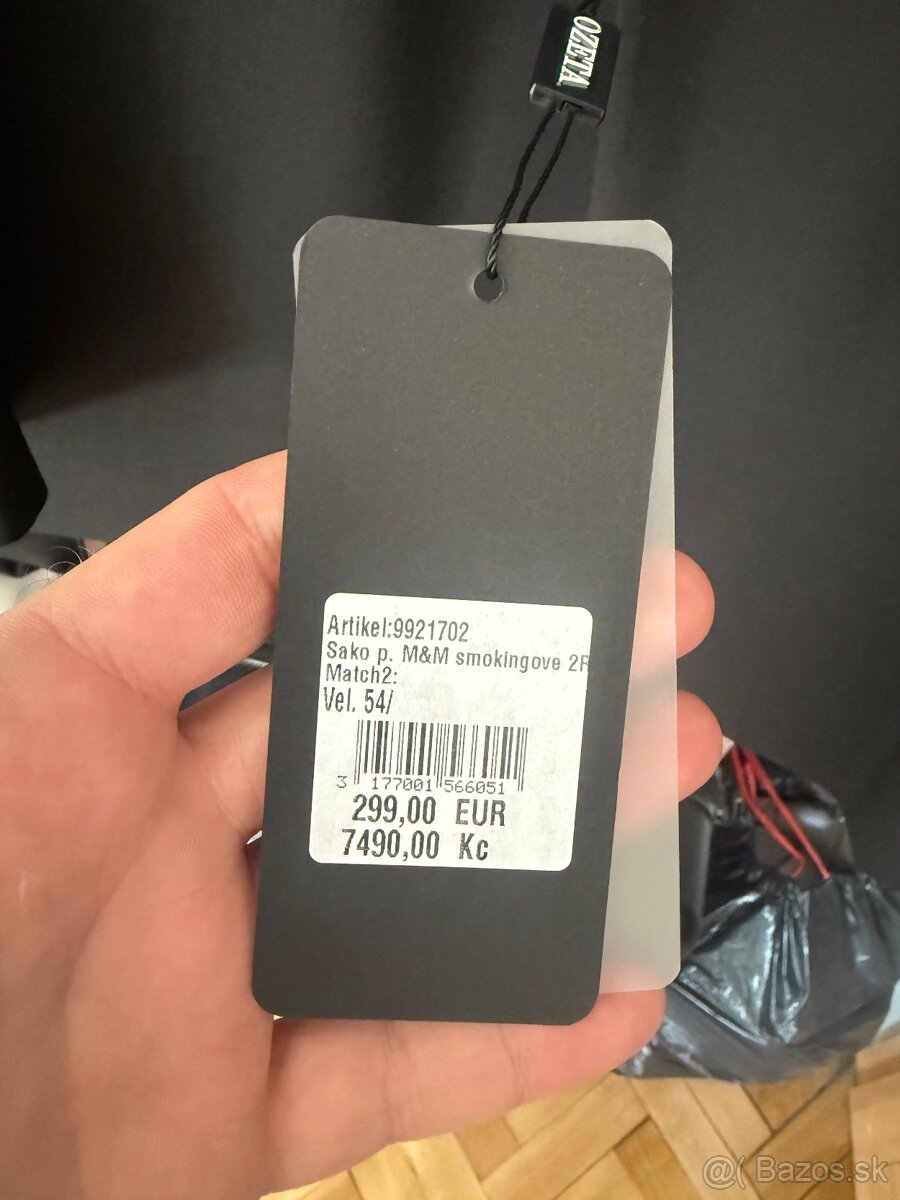 OZETA
Artikel:9921702
Sako p. M&M smokingove 2R
Match2:
Vel. 54/
3 177001 566051
299,00 EUR
7490,00 Kc
@( Bazos.sk